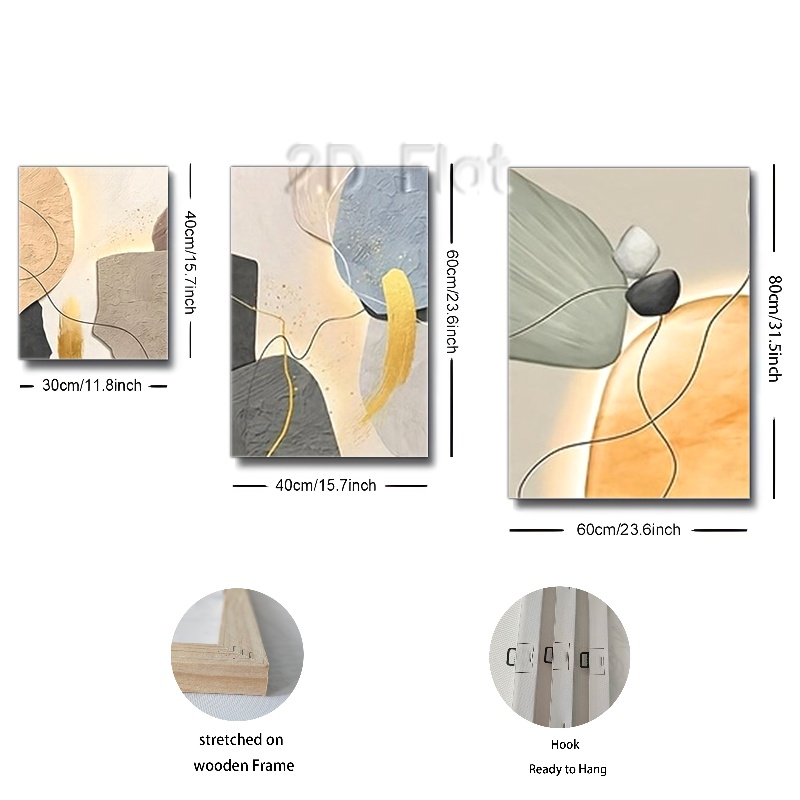 2D Flat
40cm/15.7inch
30cm/11.8inch
60cm/23.6inch
40cm/15.7inch
80cm/31.5inch
60cm/23.6inch
stretched on
wooden Frame
Hook
Ready to Hang